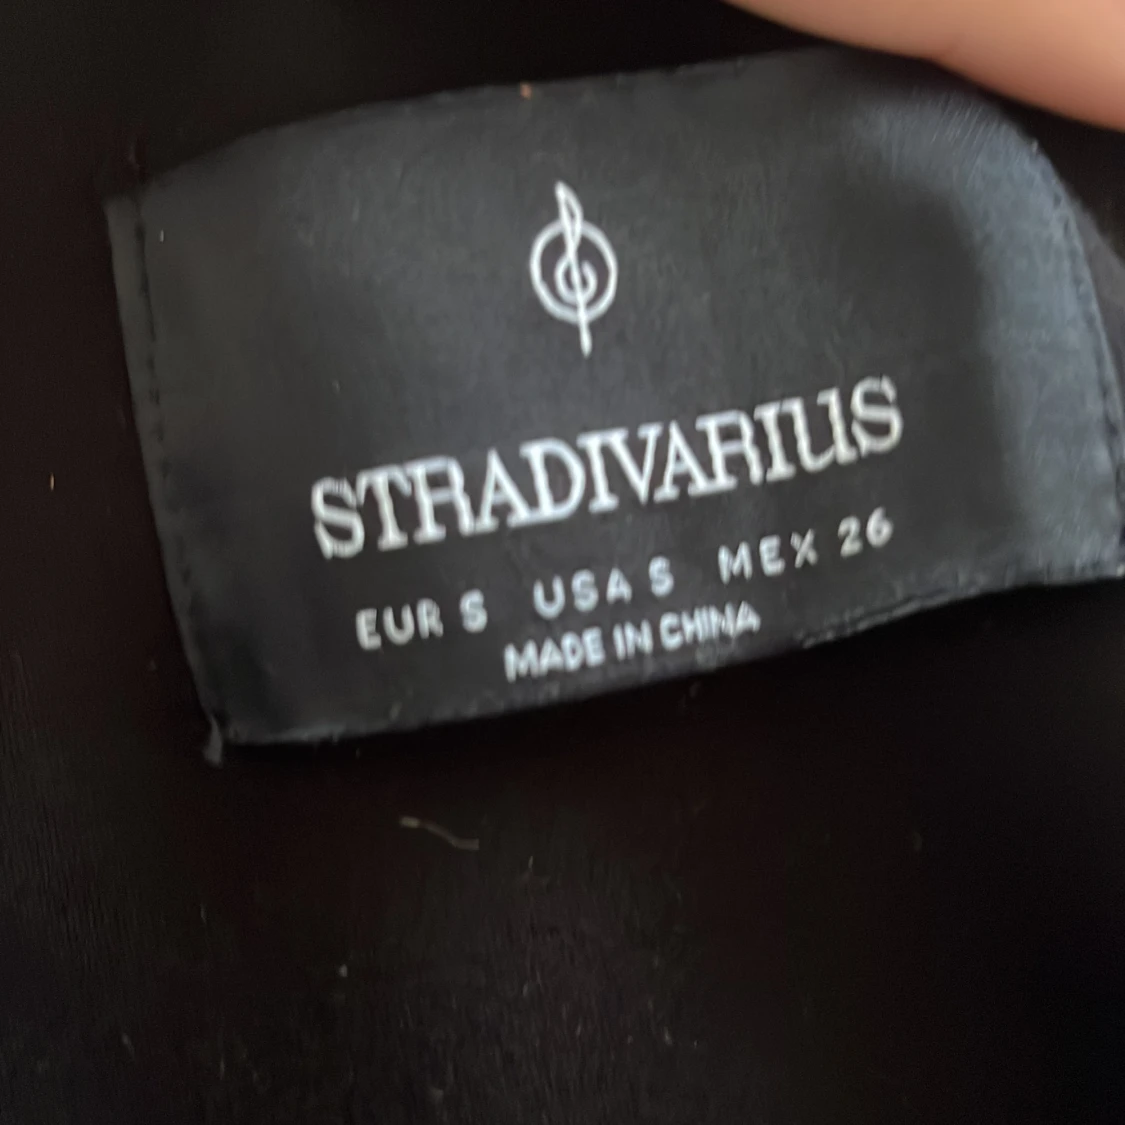 STRADIVARIUS
EUR S USA S MEX 26
MADE IN CHINA